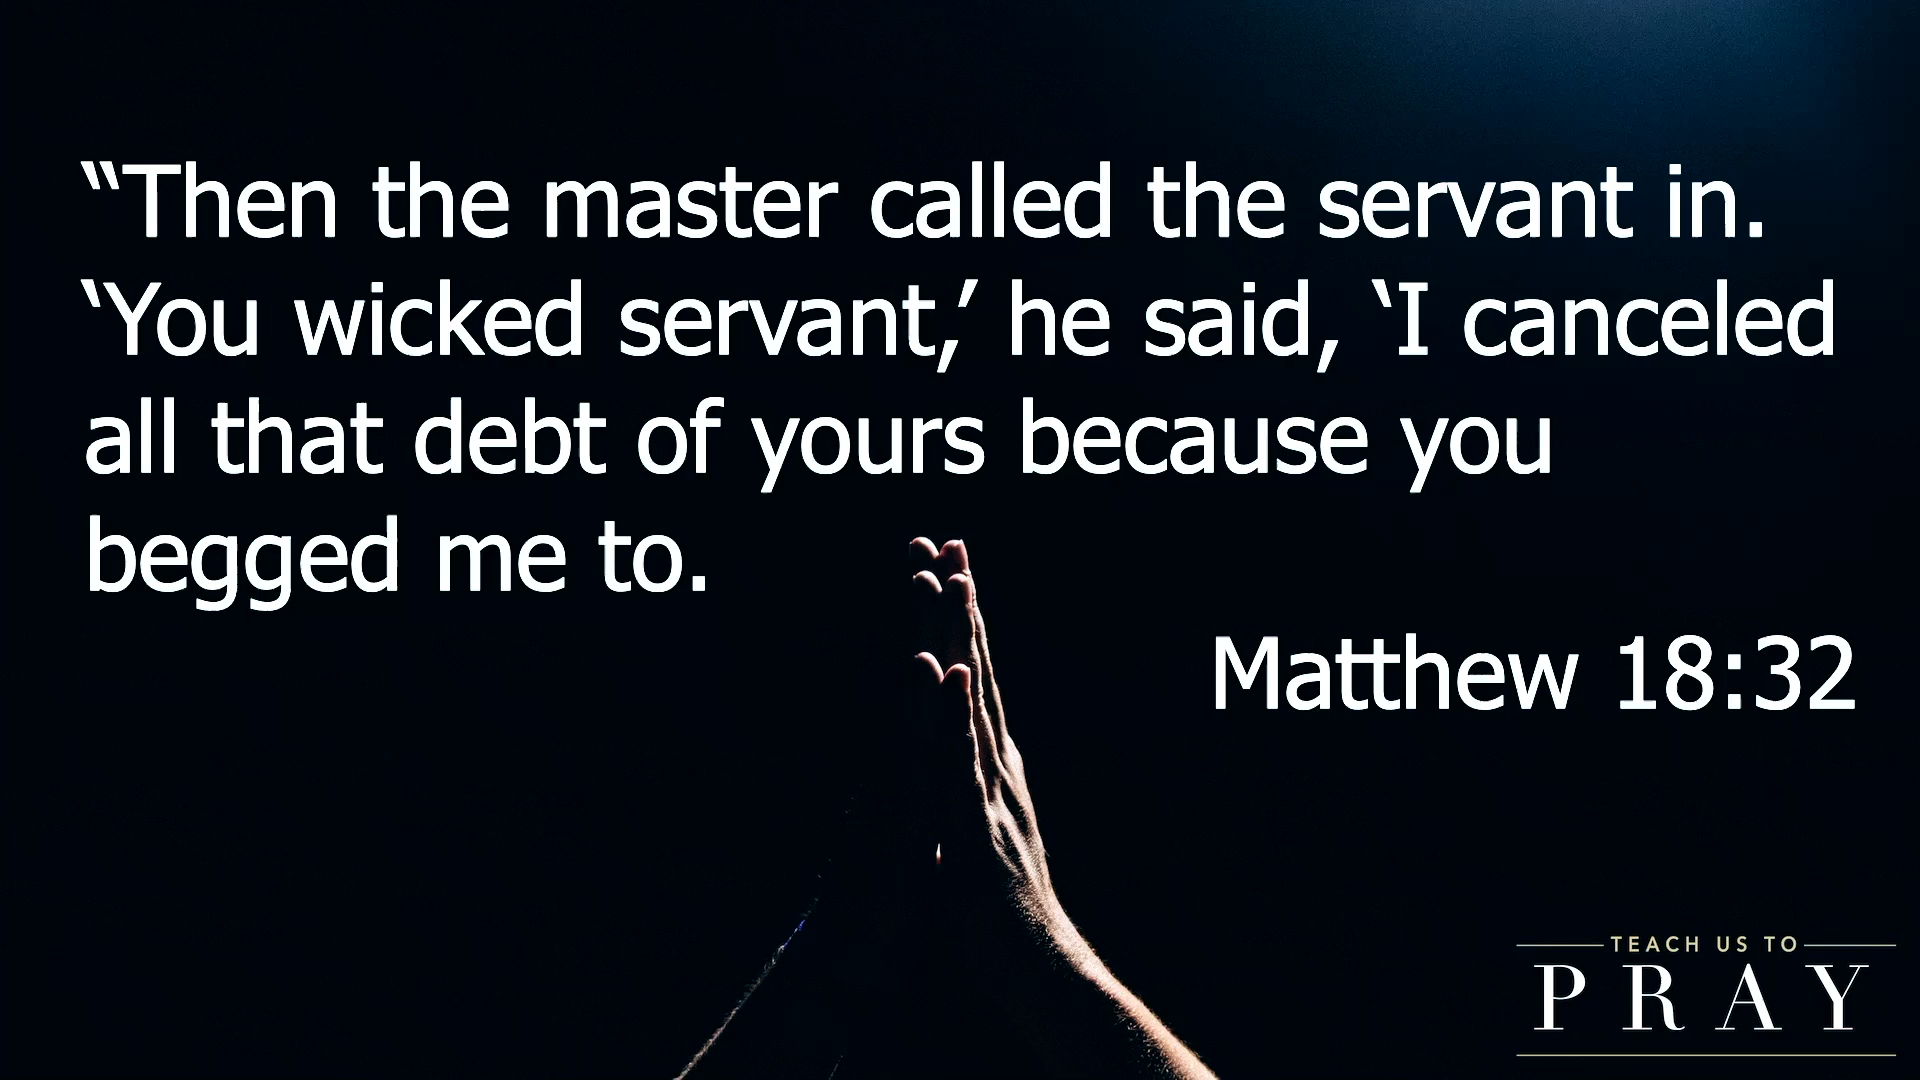 “Then the master called the servant in.
‘You wicked servant,’ he said, ‘I canceled
all that debt of yours because you
begged me to.
Matthew 18:32
TEACH US TO
PRAY